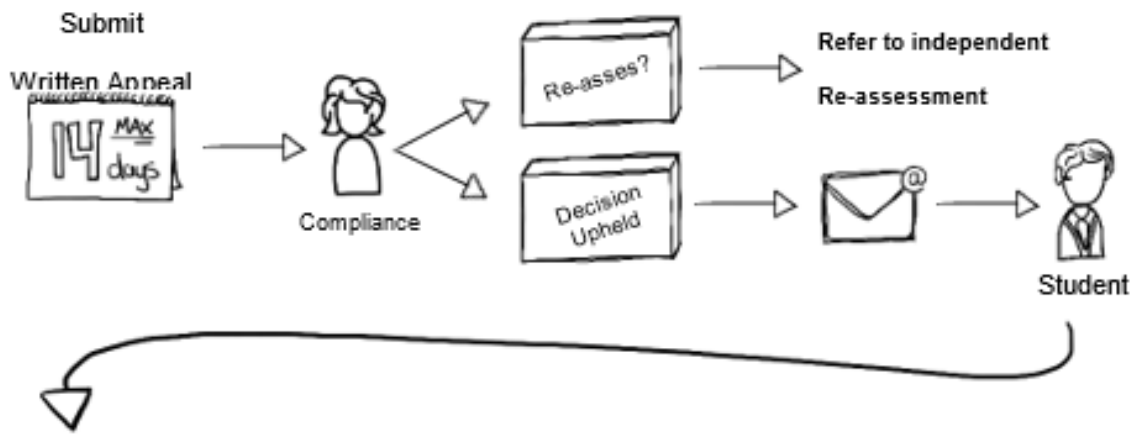 Submit
Written Appeal
14 MAX
days
Compliance
Re-asses?
Refer to independent
Re-assessment
Decision
Upheld
@
Student